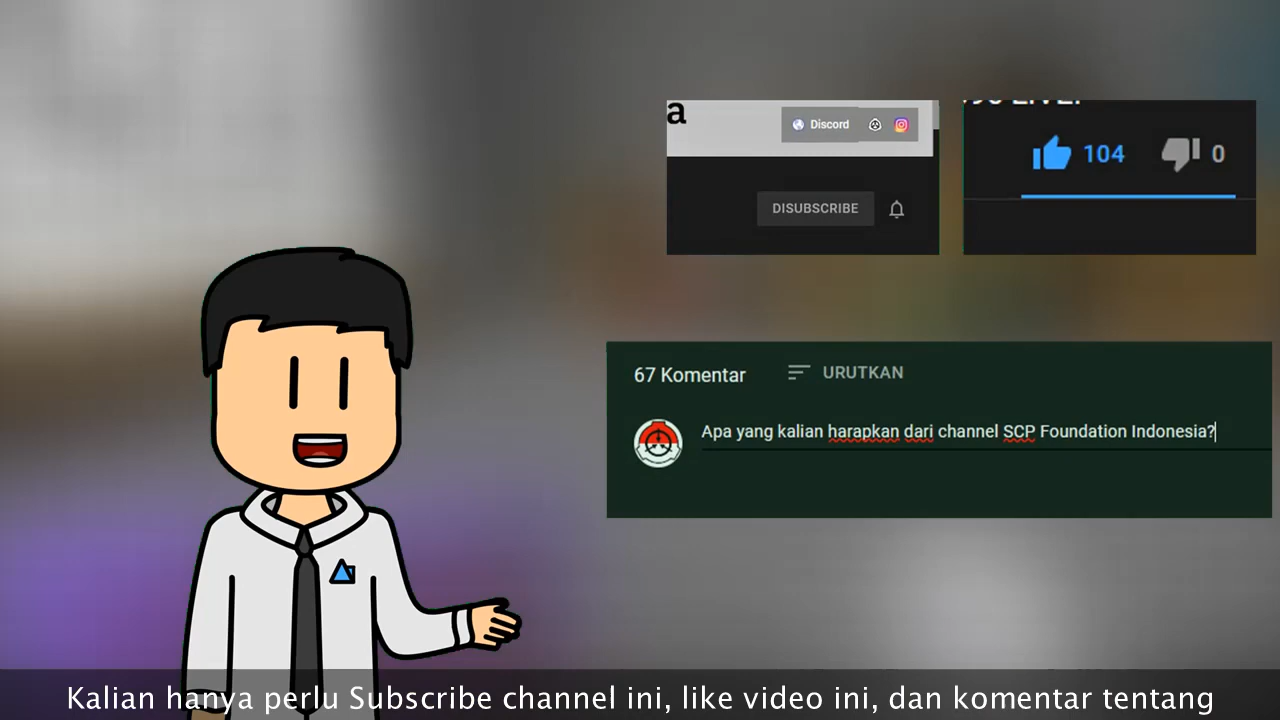 a
Discord
DISUBSCRIBE
104 0
67 Komentar URUTKAN
Apa yang kalian harapkan dari channel SCP Foundation Indonesia?
Kalian hanya perlu Subscribe channel ini, like video ini, dan komentar tentang